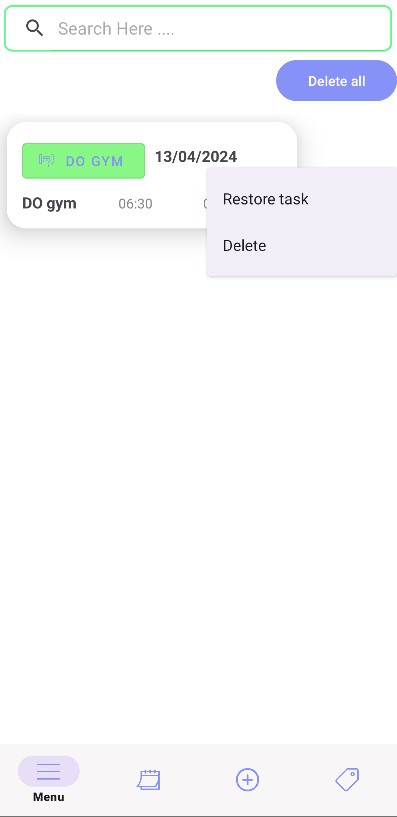 Search Here ....
Delete all
DO GYM 13/04/2024
Restore task
DO gym 06:30
Delete
Menu